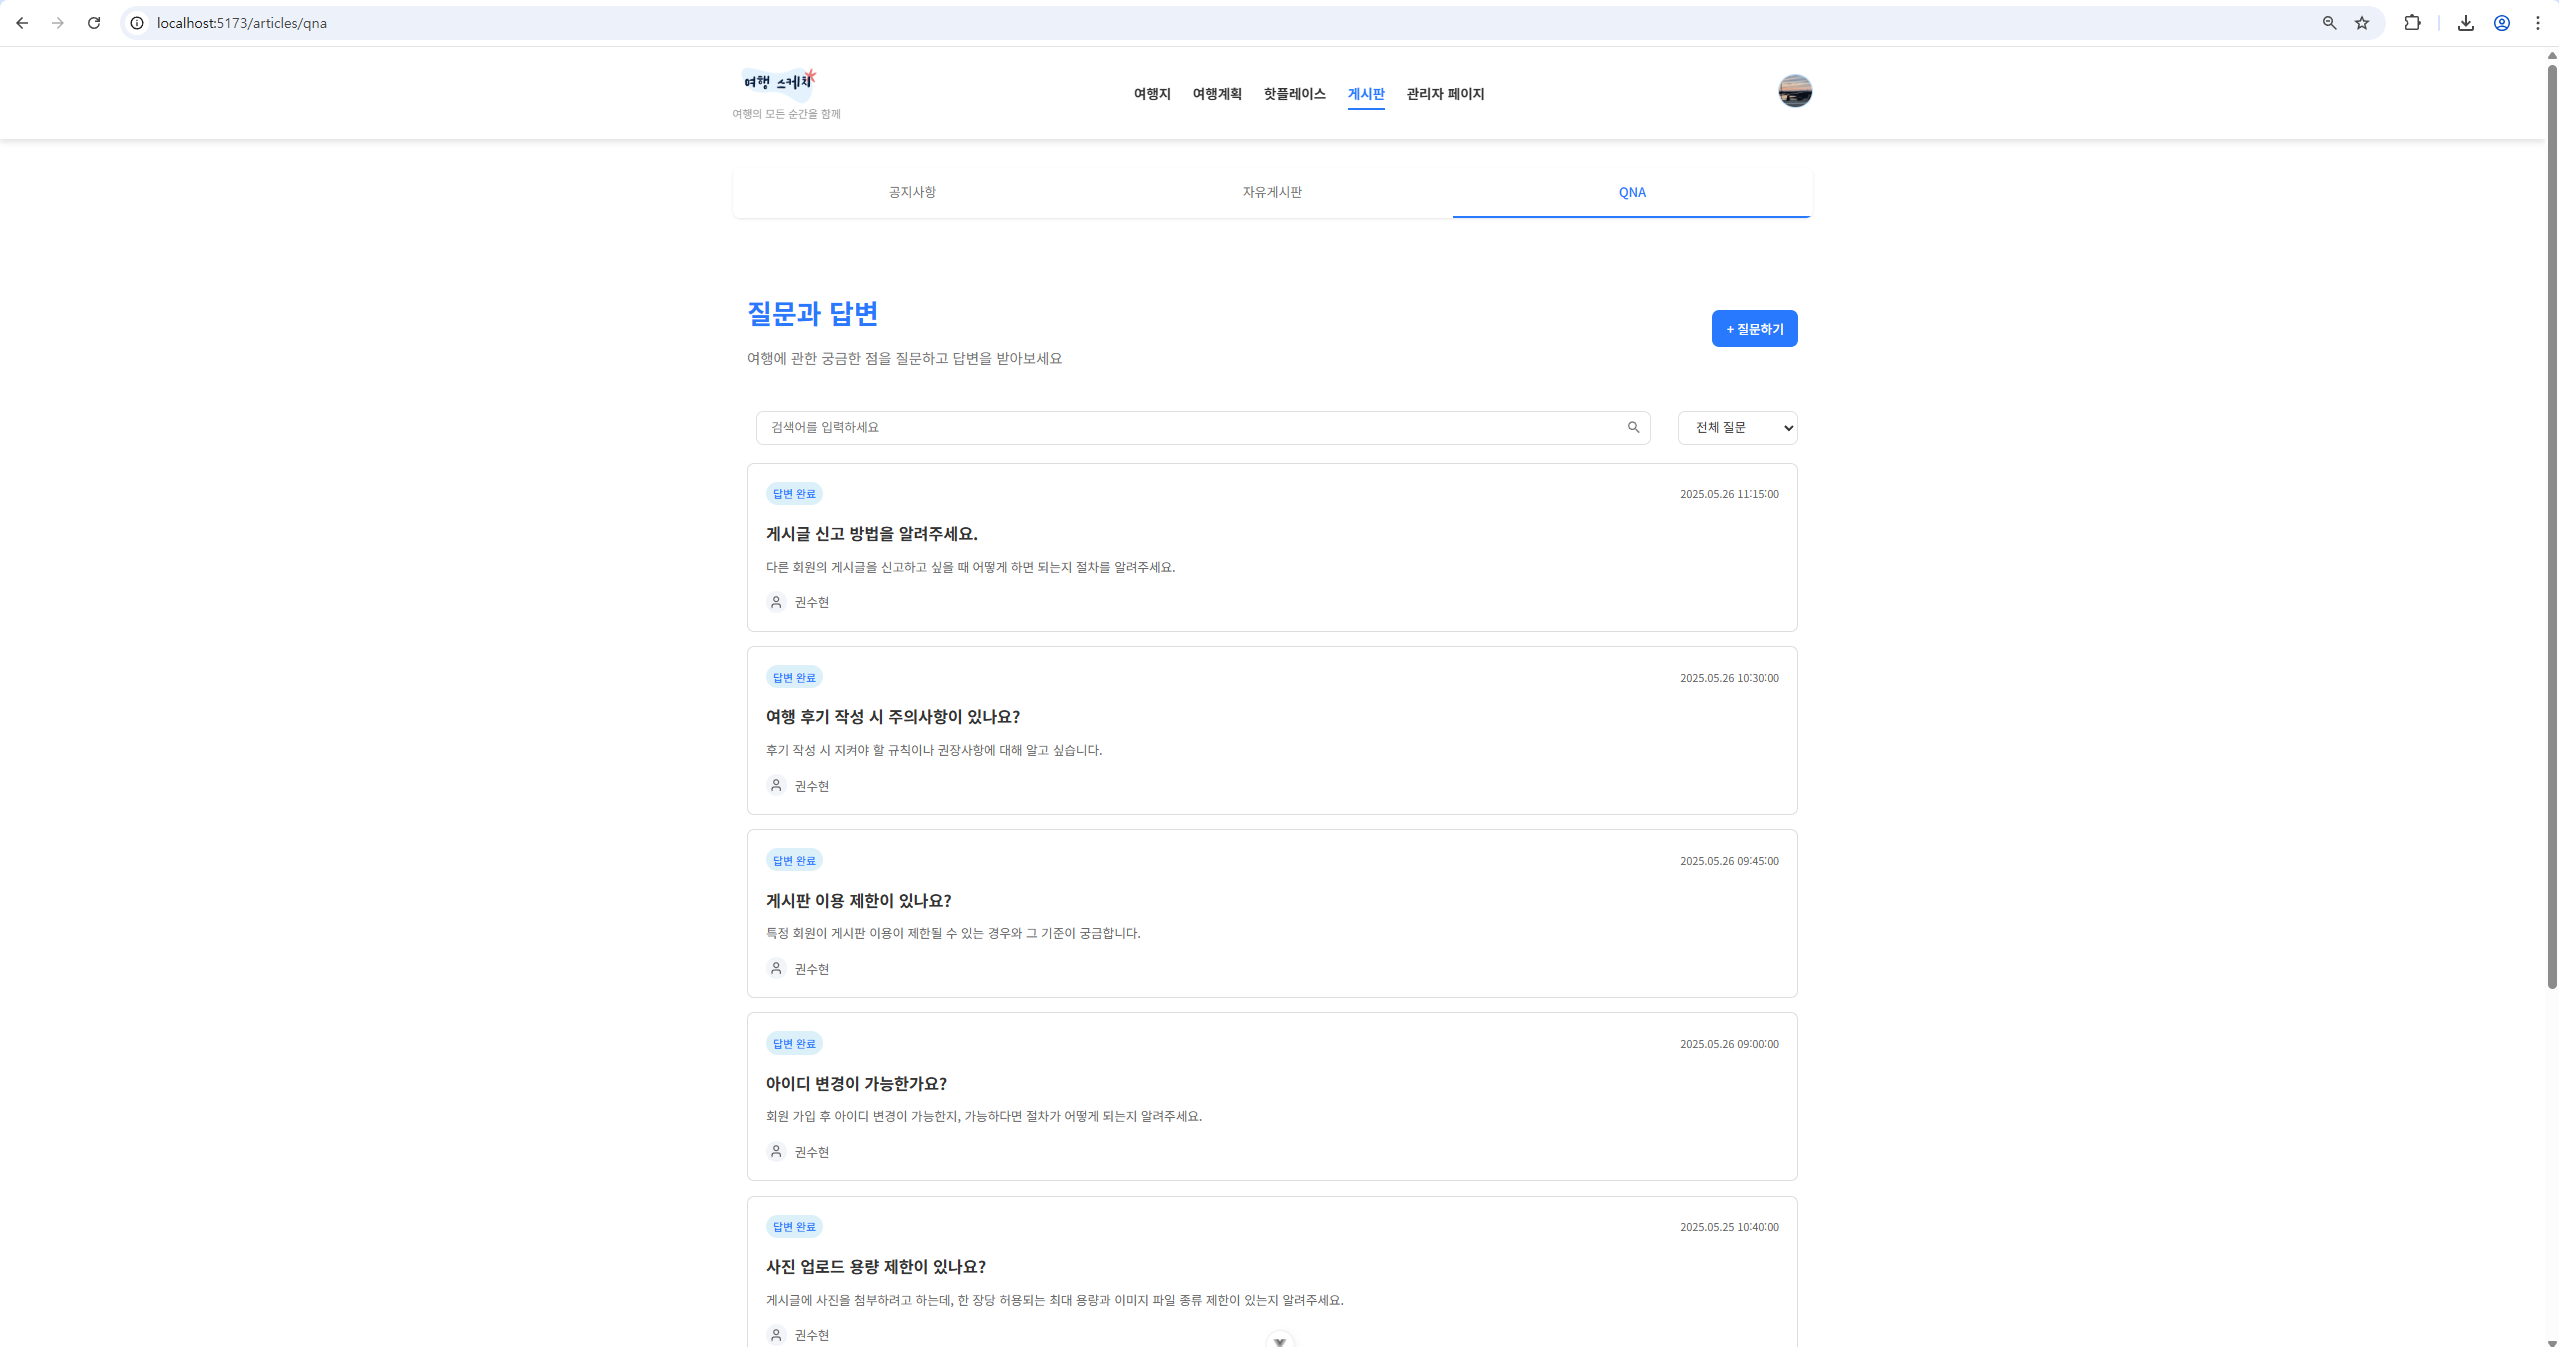 localhost:5173/articles/qna
여행 스케치
여행의 모든 순간을 함께
여행지
여행계획
핫플레이스
게시판
관리자 페이지
공지사항
자유게시판
QNA
질문과 답변
+ 질문하기
여행에 관한 궁금한 점을 질문하고 답변을 받아보세요
검색어를 입력하세요
전체 질문
답변 완료
2025.05.26 11:15:00
게시글 신고 방법을 알려주세요.
다른 회원의 게시글을 신고하고 싶을 때 어떻게 하면 되는지 절차를 알려주세요.
권수현
답변 완료
2025.05.26 10:30:00
여행 후기 작성 시 주의사항이 있나요?
후기 작성 시 지켜야 할 규칙이나 권장사항에 대해 알고 싶습니다.
권수현
답변 완료
2025.05.26 09:45:00
게시판 이용 제한이 있나요?
특정 회원이 게시판 이용이 제한될 수 있는 경우와 그 기준이 궁금합니다.
권수현
답변 완료
2025.05.26 09:00:00
아이디 변경이 가능한가요?
회원 가입 후 아이디 변경이 가능한지, 가능하다면 절차가 어떻게 되는지 알려주세요.
권수현
답변 완료
2025.05.25 10:40:00
사진 업로드 용량 제한이 있나요?
게시글에 사진을 첨부하려고 하는데, 한 장당 허용되는 최대 용량과 이미지 파일 종류 제한이 있는지 알려주세요.
권수현